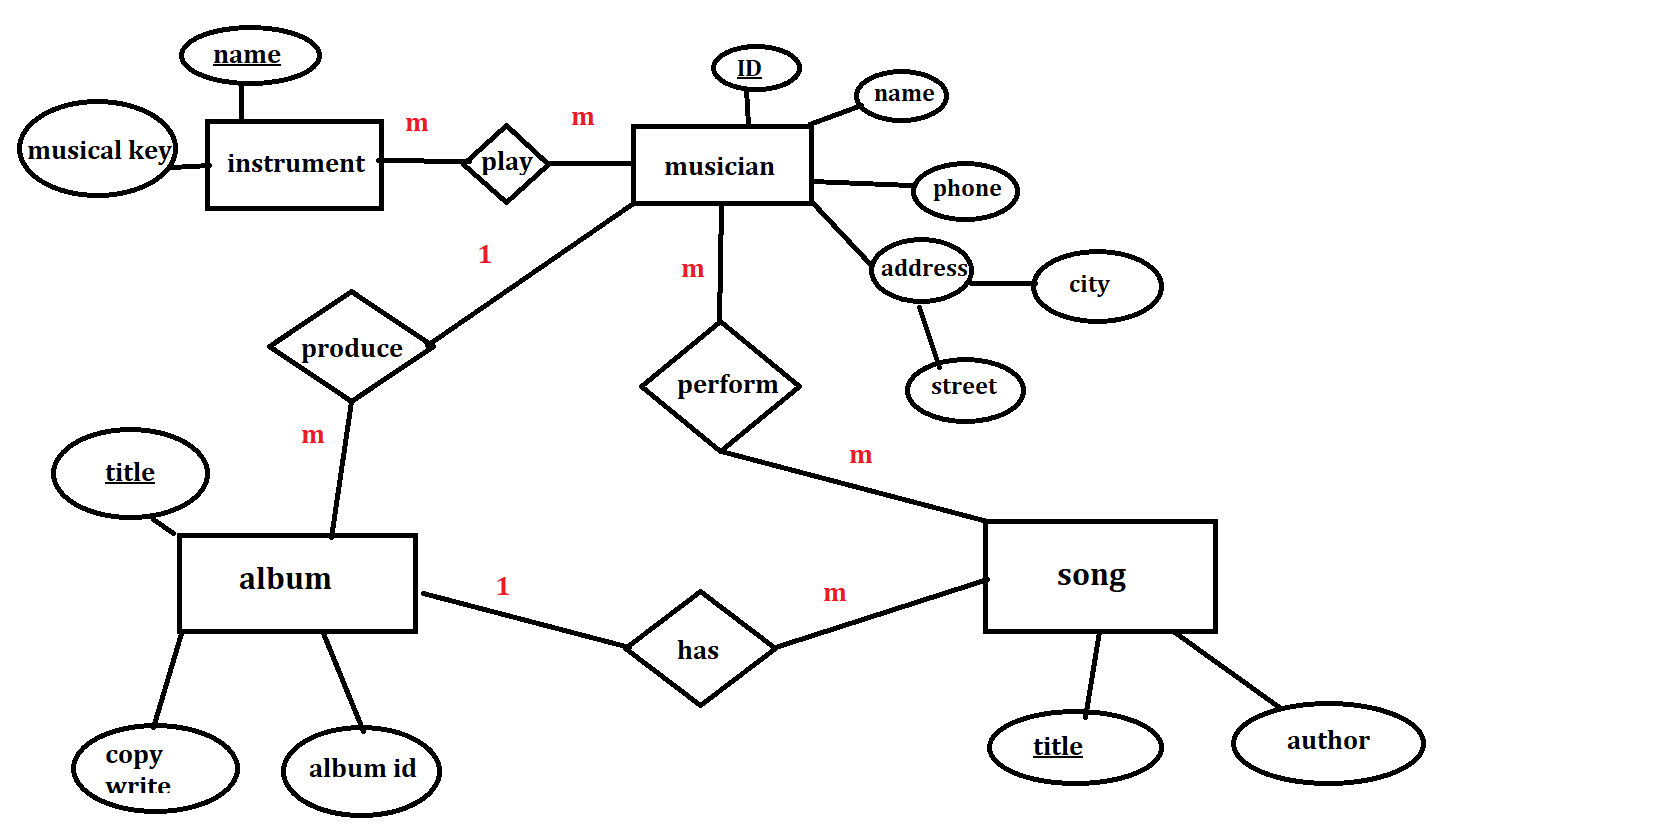 name
ID
name
musical key
instrument
m
play
m
musician
phone
address
city
street
1
m
produce
perform
m
m
title
album
1
has
m
song
copy
write
album id
title
author